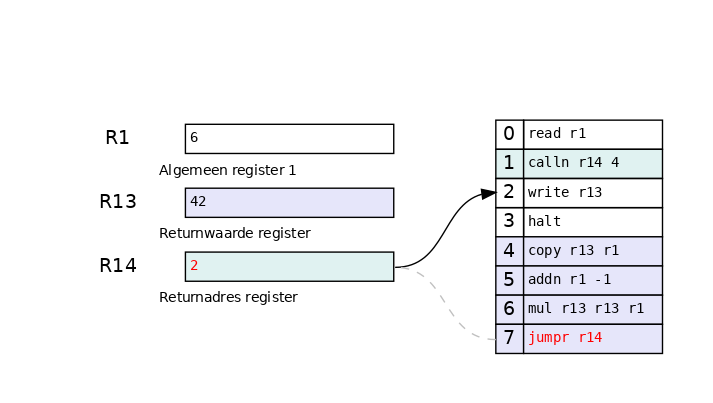 R1 6
Algemeen register 1
R13 42
Returnwaarde register
R14 2
Returnadres register
0 read r1
1 calln r14 4
2 write r13
3 halt
4 copy r13 r1
5 addn r1 -1
6 mul r13 r13 r1
7 jumpr r14